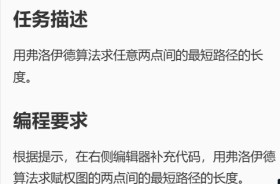 任务描述
用弗洛伊德算法求任意两点间的最短路径的长
度。
编程要求
根据提示，在右侧编辑器补充代码，用弗洛伊德
算法求赋权图的两点间的最短路径的长度。